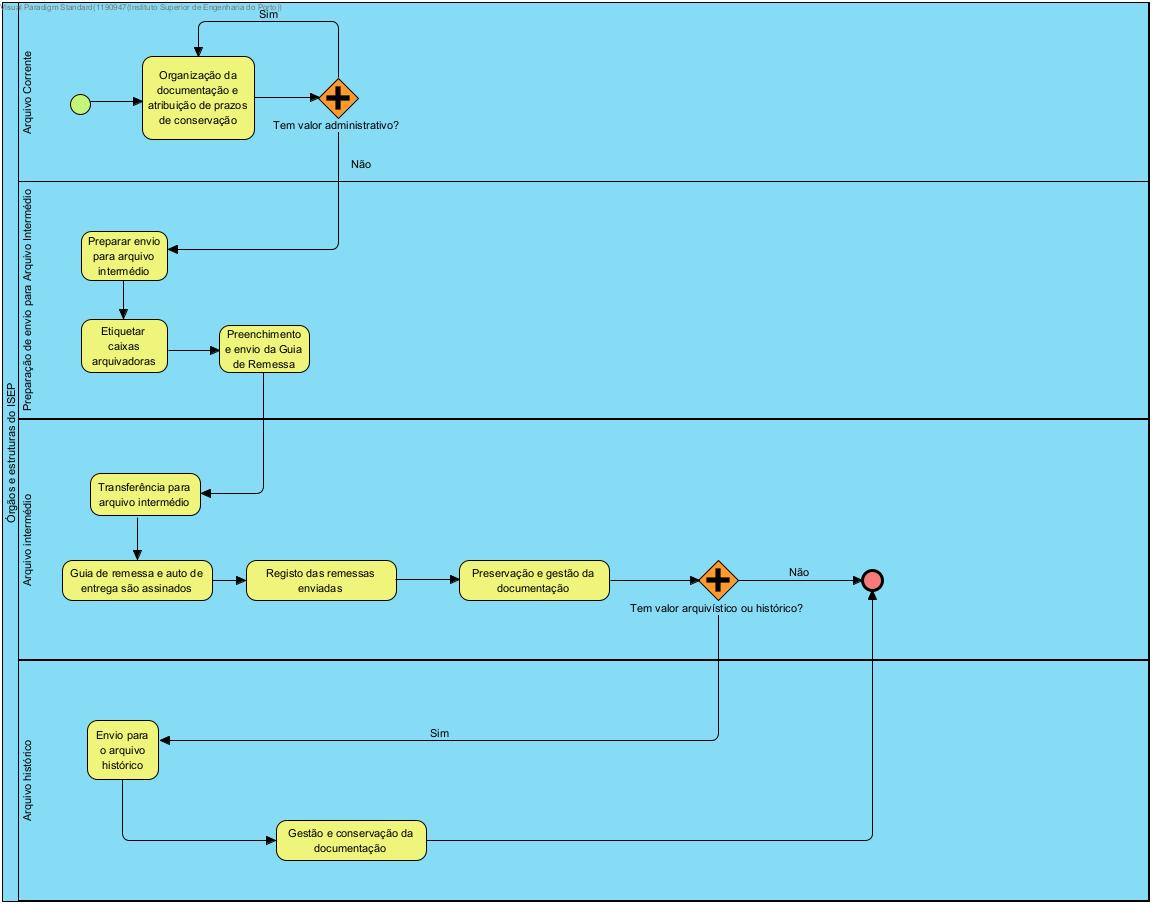 Visual Paradigm Standard(1190947(Instituto Superior de Engenharia do Porto))
Órgãos e estruturas do ISEP
Arquivo Corrente
Sim
Organização da
documentação e
atribuição de prazos
de conservação
Tem valor administrativo?
Não
Preparação de envio para Arquivo Intermédio
Preparar envio
para arquivo
intermédio
Etiquetar
caixas
arquivadoras
Preenchimento
e envio da Guia
de Remessa
Arquivo intermédio
Transferência para
arquivo intermédio
Guia de remessa e auto de
entrega são assinados
Registo das remessas
enviadas
Preservação e gestão da
documentação
Tem valor arquivístico ou histórico?
Não
Arquivo histórico
Sim
Envio para
o arquivo
histórico
Gestão e conservação da
documentação